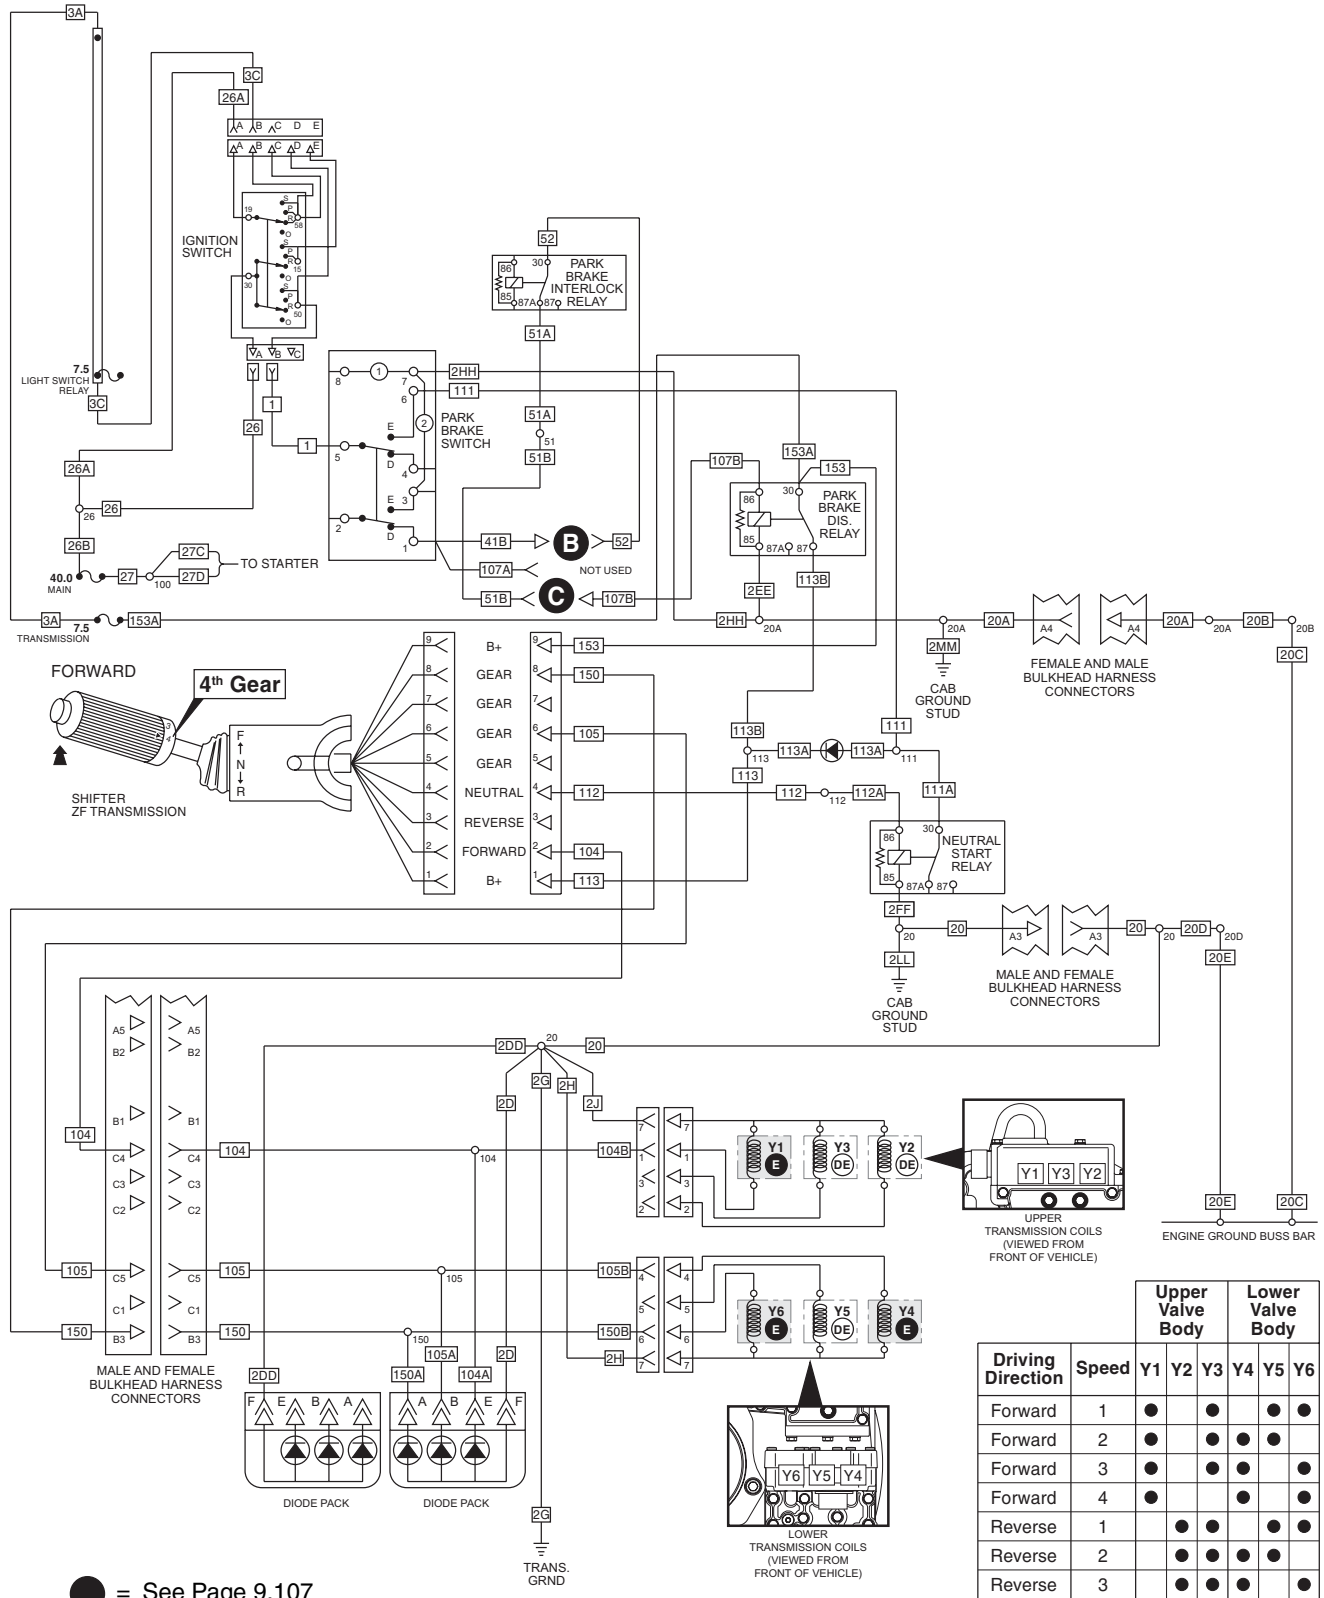 3A
3C
26A
A B C D E
A B C D E
S
P
R
O
19
58
S
P
R
O
15
S
P
R
O
30
50
IGNITION
SWITCH
A B C
Y Y
1
26
1
7.5
LIGHT SWITCH
RELAY
3C
26A
26
26
26B
40.0
MAIN
27
100
27C
27D
TO STARTER
3A
7.5
TRANSMISSION
153A
52
86
30
85
87A
87
PARK
BRAKE
INTERLOCK
RELAY
51A
51A
51
51B
8
1
7
2HH
6
111
2
PARK
BRAKE
SWITCH
E
D
5
4
3
E
D
2
1
41B
B
52
107A
NOT USED
51B
C
107B
107B
153A
153
86
30
85
87A
87
PARK
BRAKE
DIS.
RELAY
2EE
113B
2HH
20A
20A
2MM
CAB
GROUND
STUD
20A
A4
A4
20A
20A
20B
20B
20C
FEMALE AND MALE
BULKHEAD HARNESS
CONNECTORS
FORWARD
4th Gear
3
4
F
N
R
SHIFTER
ZF TRANSMISSION
9 B+ 9 153
8 GEAR 8 150
7 GEAR 7
6 GEAR 6 105
5 GEAR 5
4 NEUTRAL 4 112
3 REVERSE 3
2 FORWARD 2 104
1 B+ 1 113
113B
113
113A
113A
111
111
113
112
112
112A
111A
86
30
85
87A
87
NEUTRAL
START
RELAY
2FF
20
2LL
CAB
GROUND
STUD
20
A3
A3
20
20
20D
20D
20E
MALE AND FEMALE
BULKHEAD HARNESS
CONNECTORS
A5 A5
B2 B2
B1 B1
104
C4 C4
104
C3 C3
C2 C2
105
C5 C5
105
C1 C1
150
B3 B3
150
MALE AND FEMALE
BULKHEAD HARNESS
CONNECTORS
2DD
20
20
2G
2H
2D
2J
104
104B
7 7
1 1
3 3
2 2
Y1
E
Y3
DE
Y2
DE
Y1 Y3 Y2
UPPER
TRANSMISSION COILS
(VIEWED FROM
FRONT OF VEHICLE)
20E
20C
ENGINE GROUND BUSS BAR
105
105B
4 4
5 5
150
150B
6 6
2H
7 7
Y6
E
Y5
DE
Y4
E
Y6 Y5 Y4
LOWER
TRANSMISSION COILS
(VIEWED FROM
FRONT OF VEHICLE)
2DD
150A
105A
104A
2D
F E B A
A B E F
DIODE PACK
DIODE PACK
2G
TRANS.
GRND
Upper
Valve
Body
Lower
Valve
Body
Driving
Direction
Speed Y1 Y2 Y3 Y4 Y5 Y6
Forward 1 ● ● ● ●
Forward 2 ● ● ● ●
Forward 3 ● ● ● ●
Forward 4 ● ● ●
Reverse 1 ● ● ● ●
Reverse 2 ● ● ● ●
Reverse 3 ● ● ● ●
= See Page 9.107